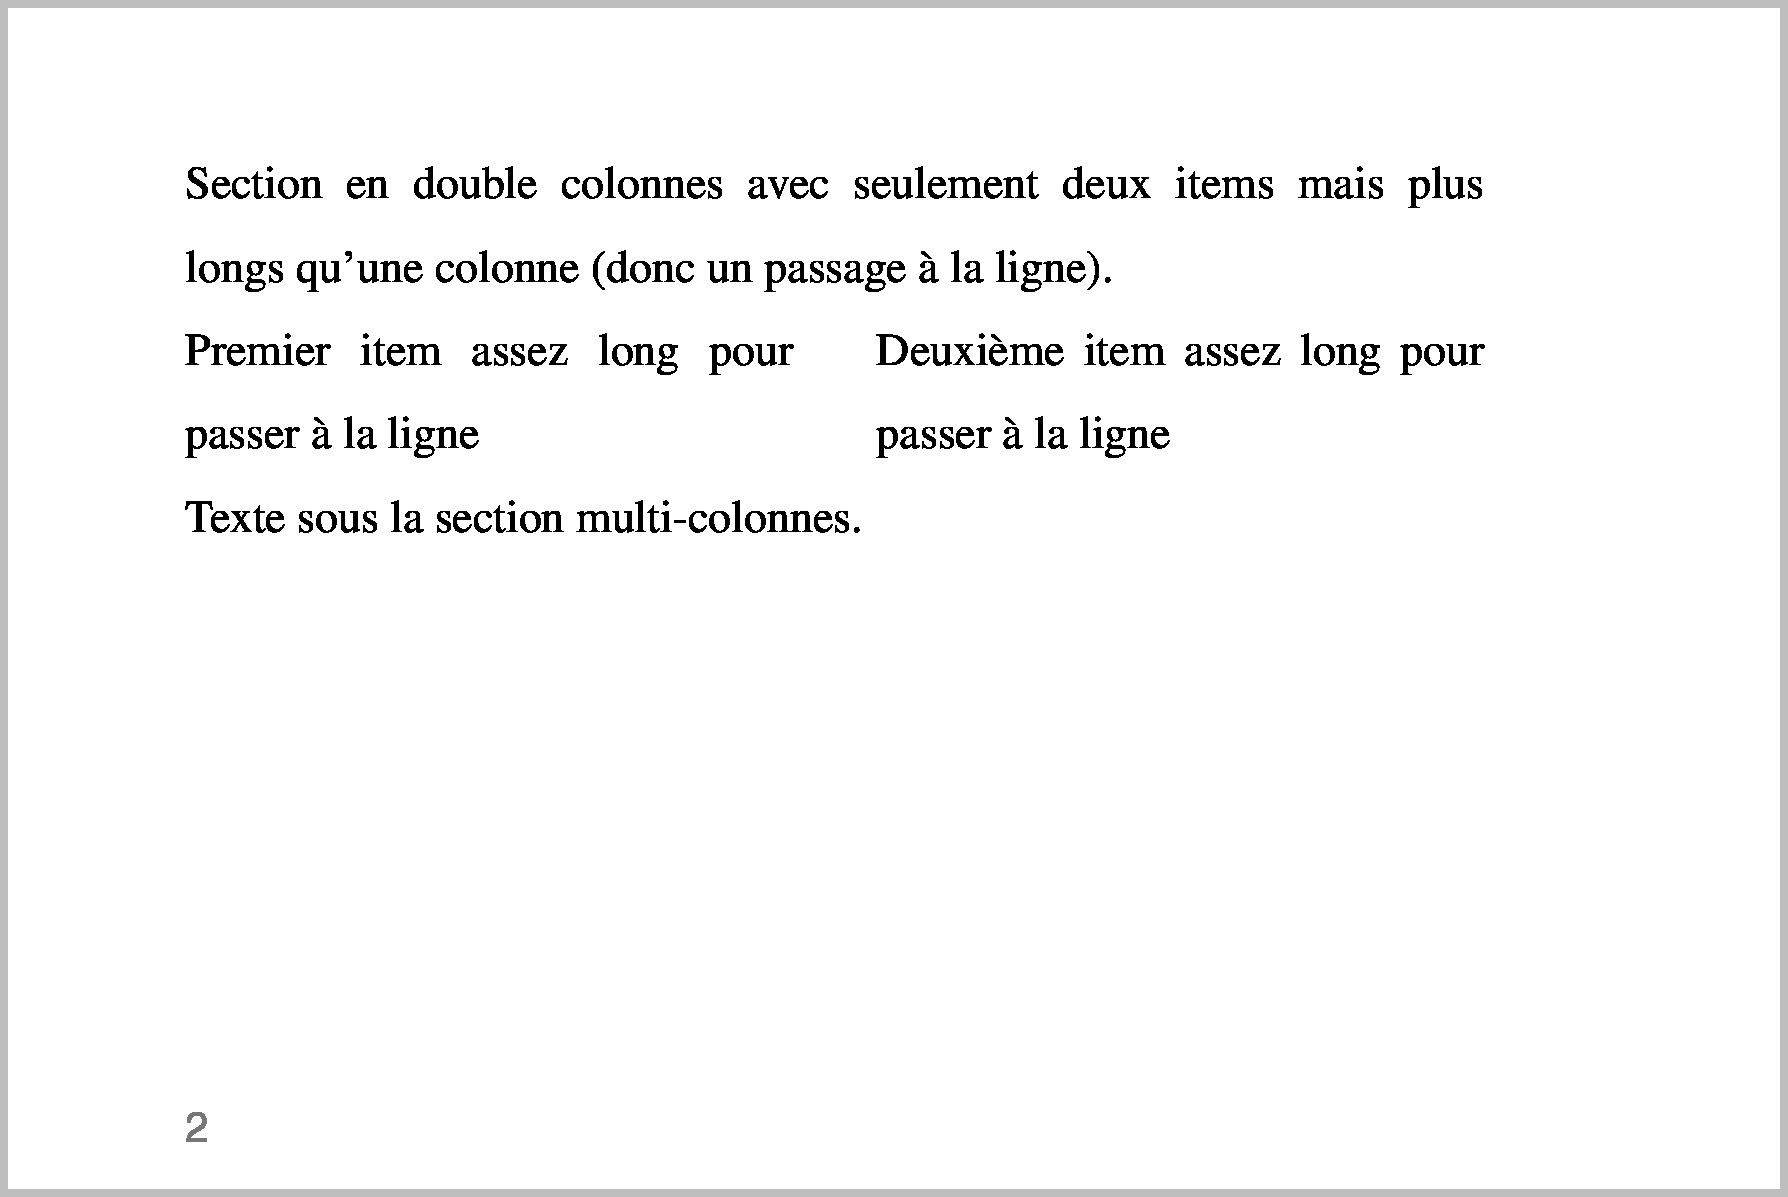 Section en double colonnes avec seulement deux items mais plus
longs qu’une colonne (donc un passage à la ligne).
Premier item assez long pour
passer à la ligne
Deuxième item assez long pour
passer à la ligne
Texte sous la section multi-colonnes.
2